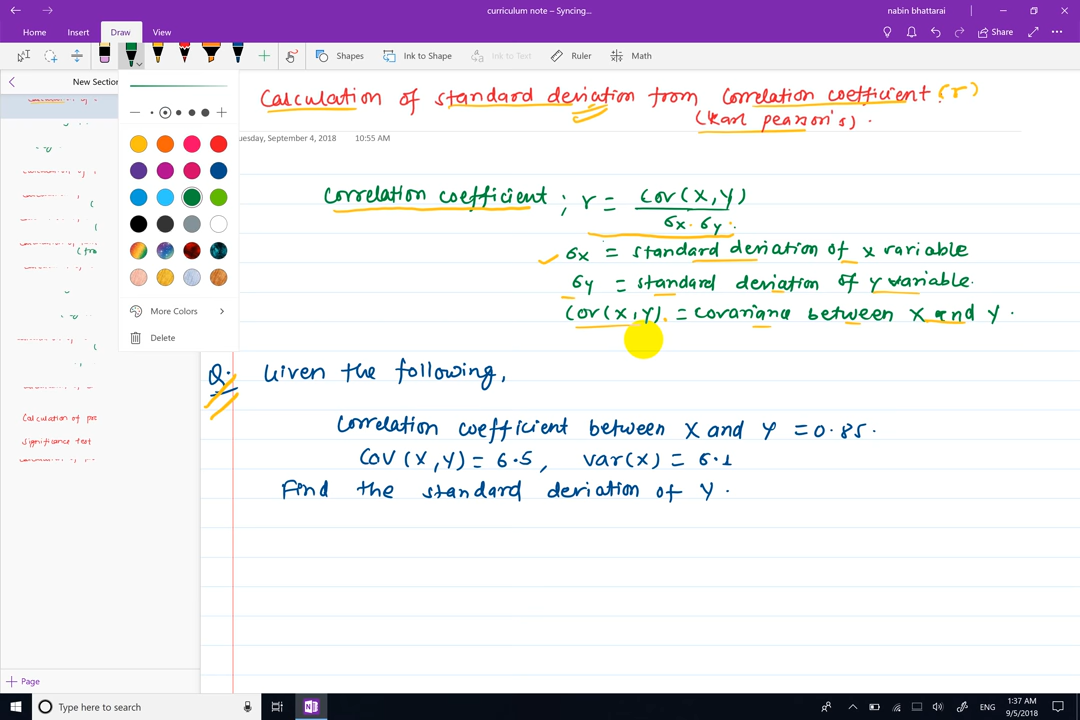 curriculum note – Syncing...
nabin bhattarai
Home Insert Draw View
Share
Shapes Ink to Shape Ink to Text Ruler Math
New Section
Calculation of standard deviation from Correlation coefficient (r)
(Karl pearson's).
uesday, September 4, 2018 10:55 AM
Correlation coefficient ; r = Cov(X,Y)
σx · σy
σx = standard deviation of x variable
σy = standard deviation of y variable.
Cov(X,Y). = covariance between X and Y.
More Colors
Delete
Q. Given the following,
Correlation coefficient between X and Y = 0.85.
Cov(X,Y) = 6.5, var(X) = 6.1
Find the standard deviation of Y.
Calculation of pre
significance test
+ Page
Type here to search
ENG
1:37 AM
9/5/2018